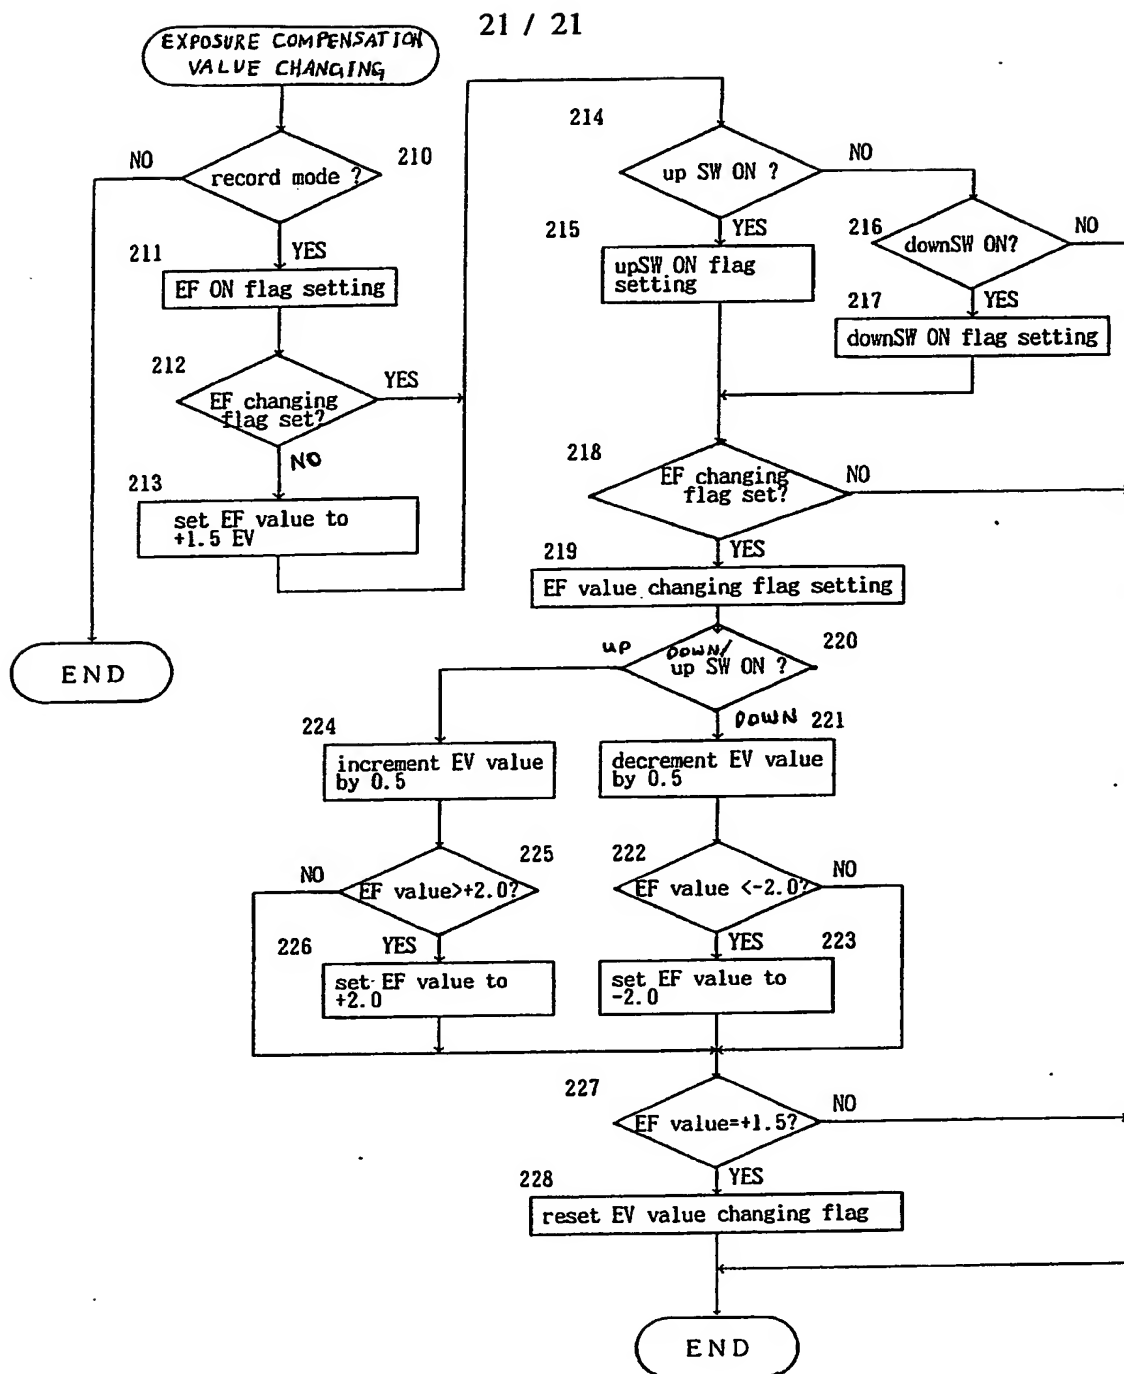 21 / 21
EXPOSURE COMPENSATION
VALUE CHANGING
NO
record mode ?
210
YES
211
EF ON flag setting
212
YES
EF changing
flag set?
NO
213
set EF value to
+1.5 EV
END
214
up SW ON ?
NO
215
YES
upSW ON flag
setting
216
downSW ON?
NO
217
YES
downSW ON flag setting
218
EF changing
flag set?
NO
YES
219
EF value changing flag setting
UP
DOWN/
up SW ON ?
220
DOWN
224
increment EV value
by 0.5
221
decrement EV value
by 0.5
NO
EF value>+2.0?
225
222
EF value <-2.0?
NO
226
YES
set EF value to
+2.0
YES
223
set EF value to
-2.0
227
EF value=+1.5?
NO
228
YES
reset EV value changing flag
END